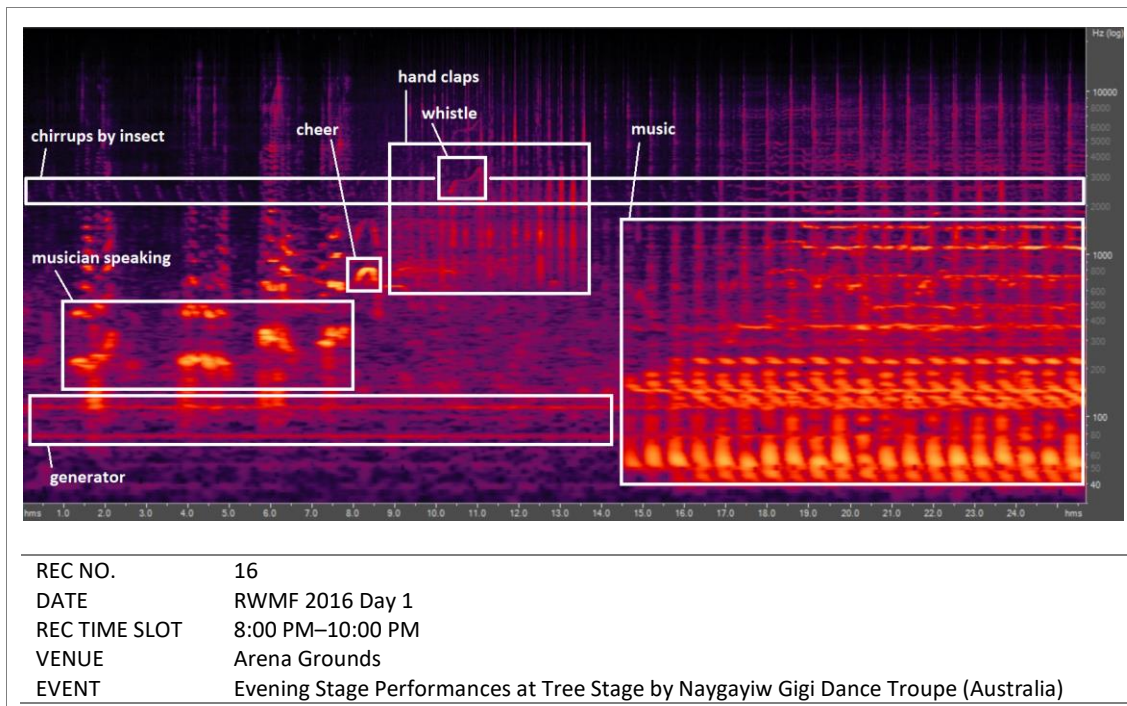 Hz (log)
hand claps
10000
8000
whistle
6000
5000
cheer
music
chirrups by insect
4000
3000
2000
musician speaking
1000
800
600
500
400
300
200
100
80
generator
60
50
40
hms 1.0 2.0 3.0 4.0 5.0 6.0 7.0 8.0 9.0 10.0 11.0 12.0 13.0 14.0 15.0 16.0 17.0 18.0 19.0 20.0 21.0 22.0 23.0 24.0 hms
REC NO. 16
DATE RWMF 2016 Day 1
REC TIME SLOT 8:00 PM–10:00 PM
VENUE Arena Grounds
EVENT Evening Stage Performances at Tree Stage by Naygayiw Gigi Dance Troupe (Australia)